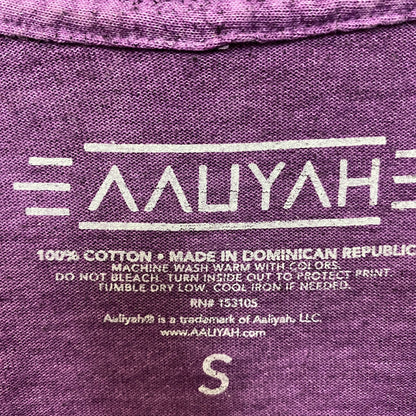 AALIYAH
100% COTTON • MADE IN DOMINICAN REPUBLIC
MACHINE WASH WARM WITH COLORS.
DO NOT BLEACH. TURN INSIDE OUT TO PROTECT PRINT.
TUMBLE DRY LOW, COOL IRON IF NEEDED.
RN# 153105
Aaliyah® is a trademark of Aaliyah, LLC.
www.AALIYAH.com
S